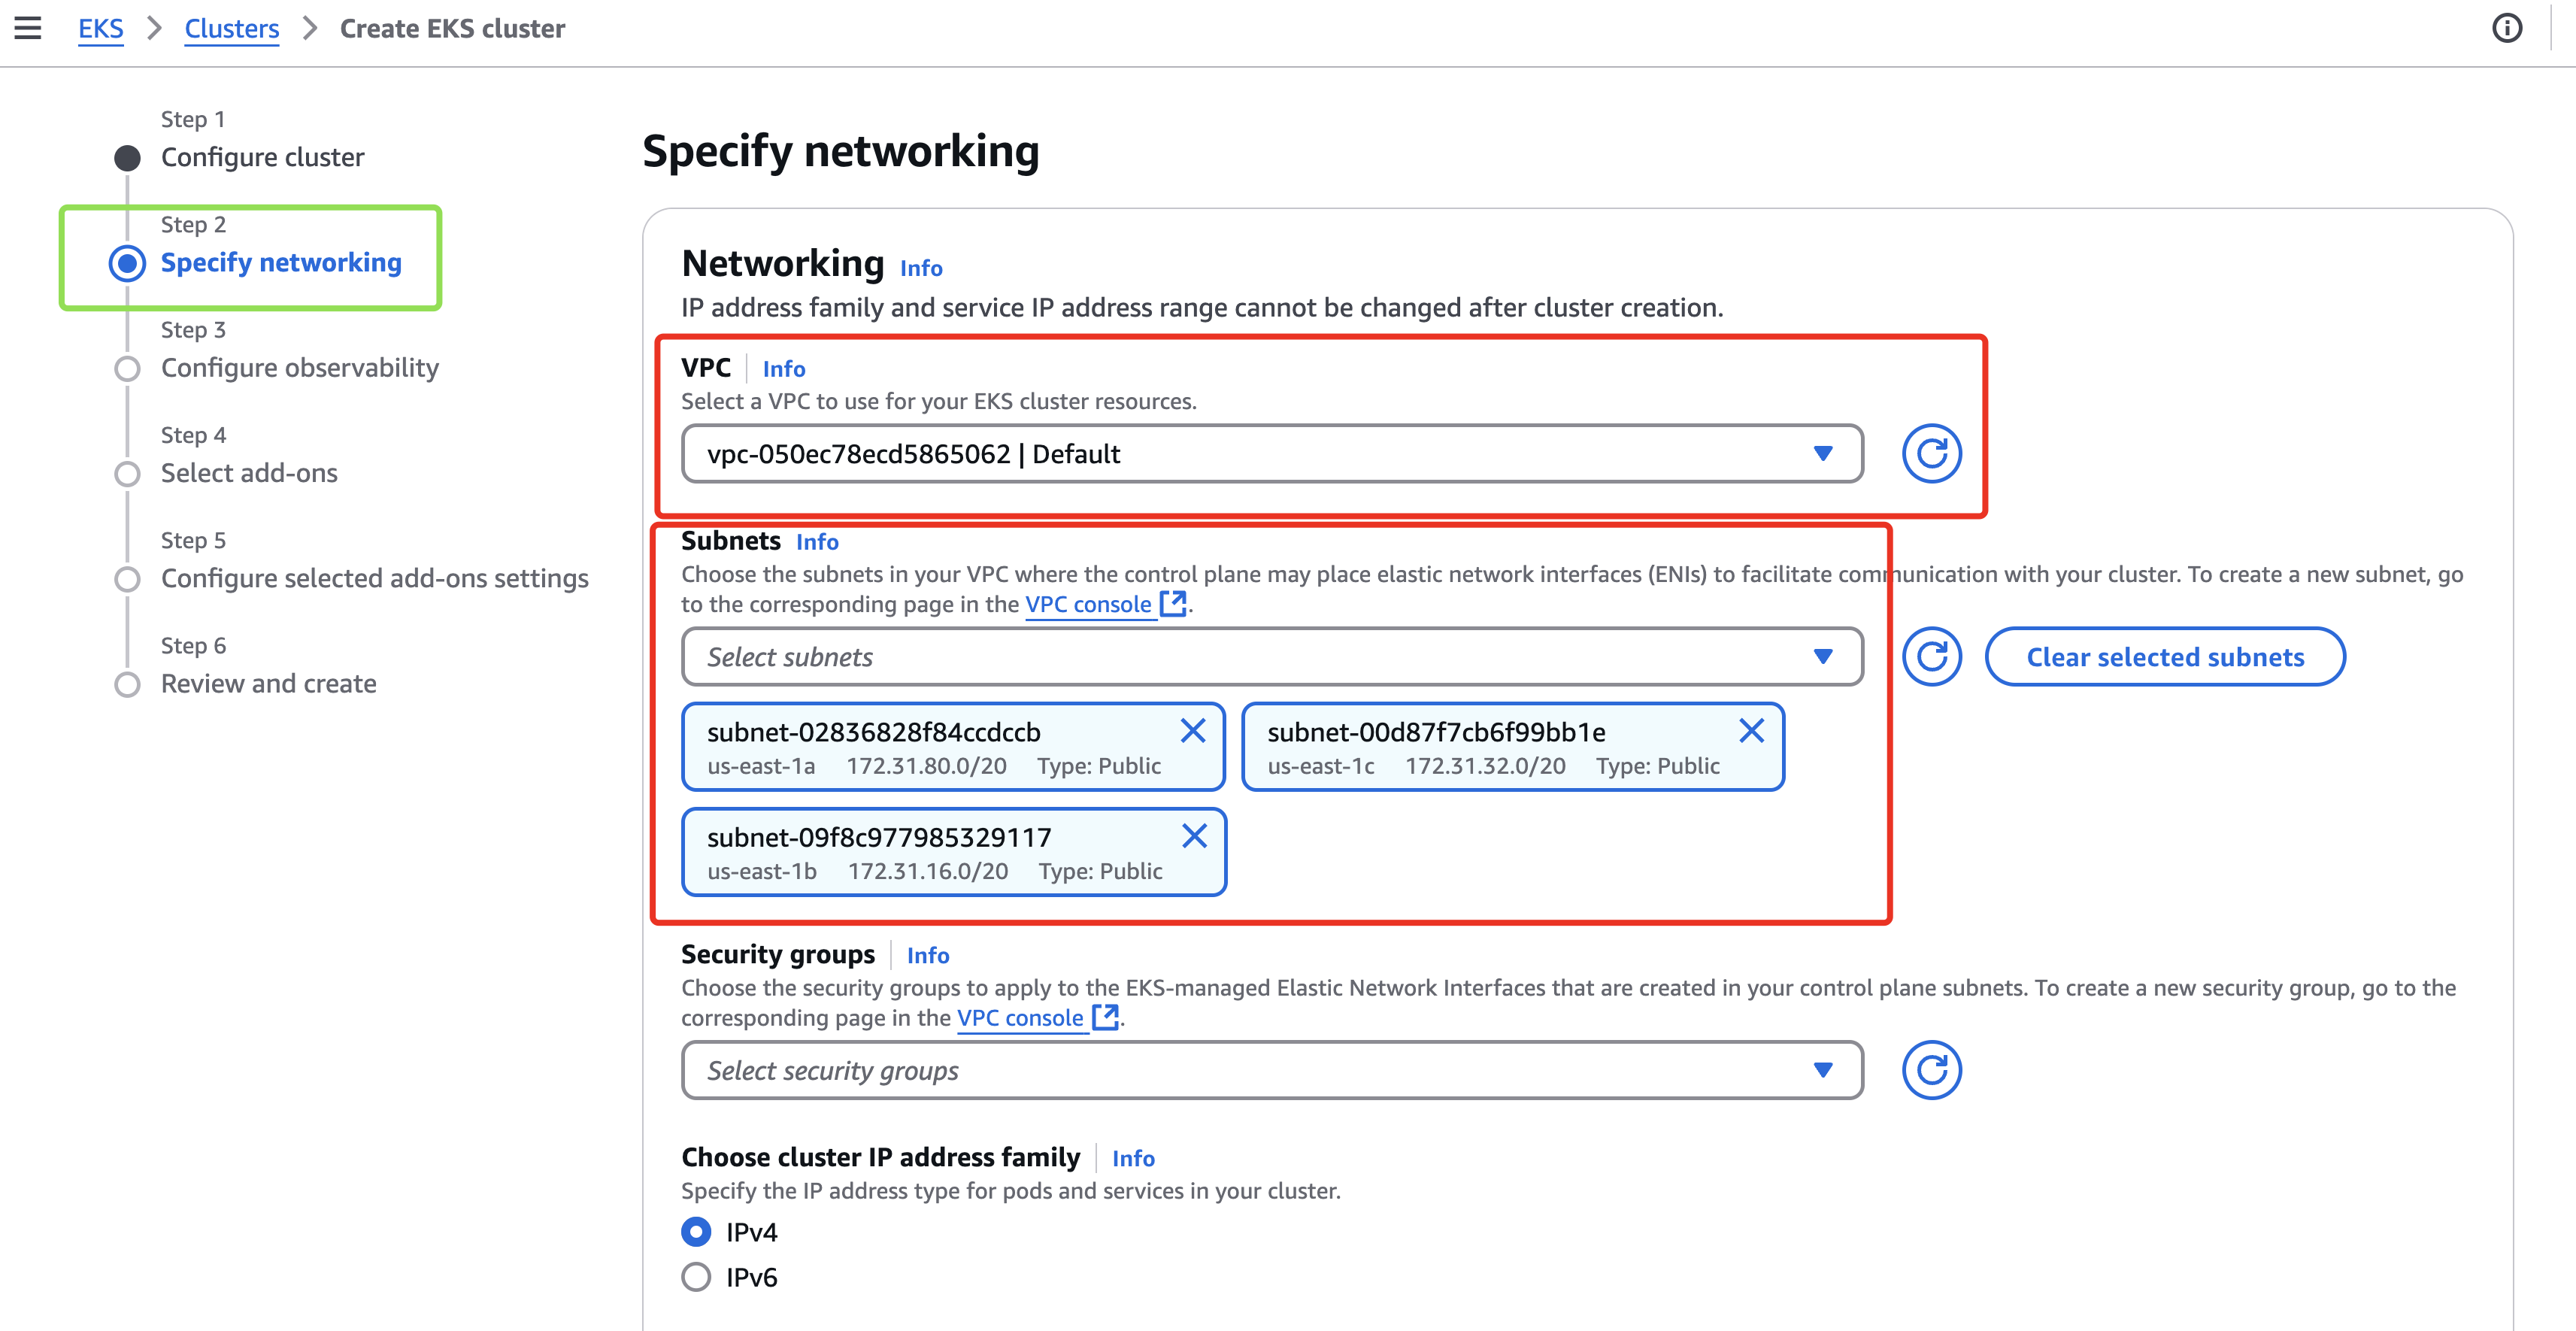 EKS > Clusters > Create EKS cluster
Step 1
Configure cluster
Step 2
Specify networking
Step 3
Configure observability
Step 4
Select add-ons
Step 5
Configure selected add-ons settings
Step 6
Review and create
Specify networking
Networking Info
IP address family and service IP address range cannot be changed after cluster creation.
VPC | Info
Select a VPC to use for your EKS cluster resources.
vpc-050ec78ecd5865062 | Default
Subnets Info
Choose the subnets in your VPC where the control plane may place elastic network interfaces (ENIs) to facilitate communication with your cluster. To create a new subnet, go
to the corresponding page in the VPC console.
Select subnets
Clear selected subnets
subnet-02836828f84ccdccb
us-east-1a 172.31.80.0/20 Type: Public
subnet-00d87f7cb6f99bb1e
us-east-1c 172.31.32.0/20 Type: Public
subnet-09f8c977985329117
us-east-1b 172.31.16.0/20 Type: Public
Security groups | Info
Choose the security groups to apply to the EKS-managed Elastic Network Interfaces that are created in your control plane subnets. To create a new security group, go to the
corresponding page in the VPC console.
Select security groups
Choose cluster IP address family | Info
Specify the IP address type for pods and services in your cluster.
IPv4
IPv6